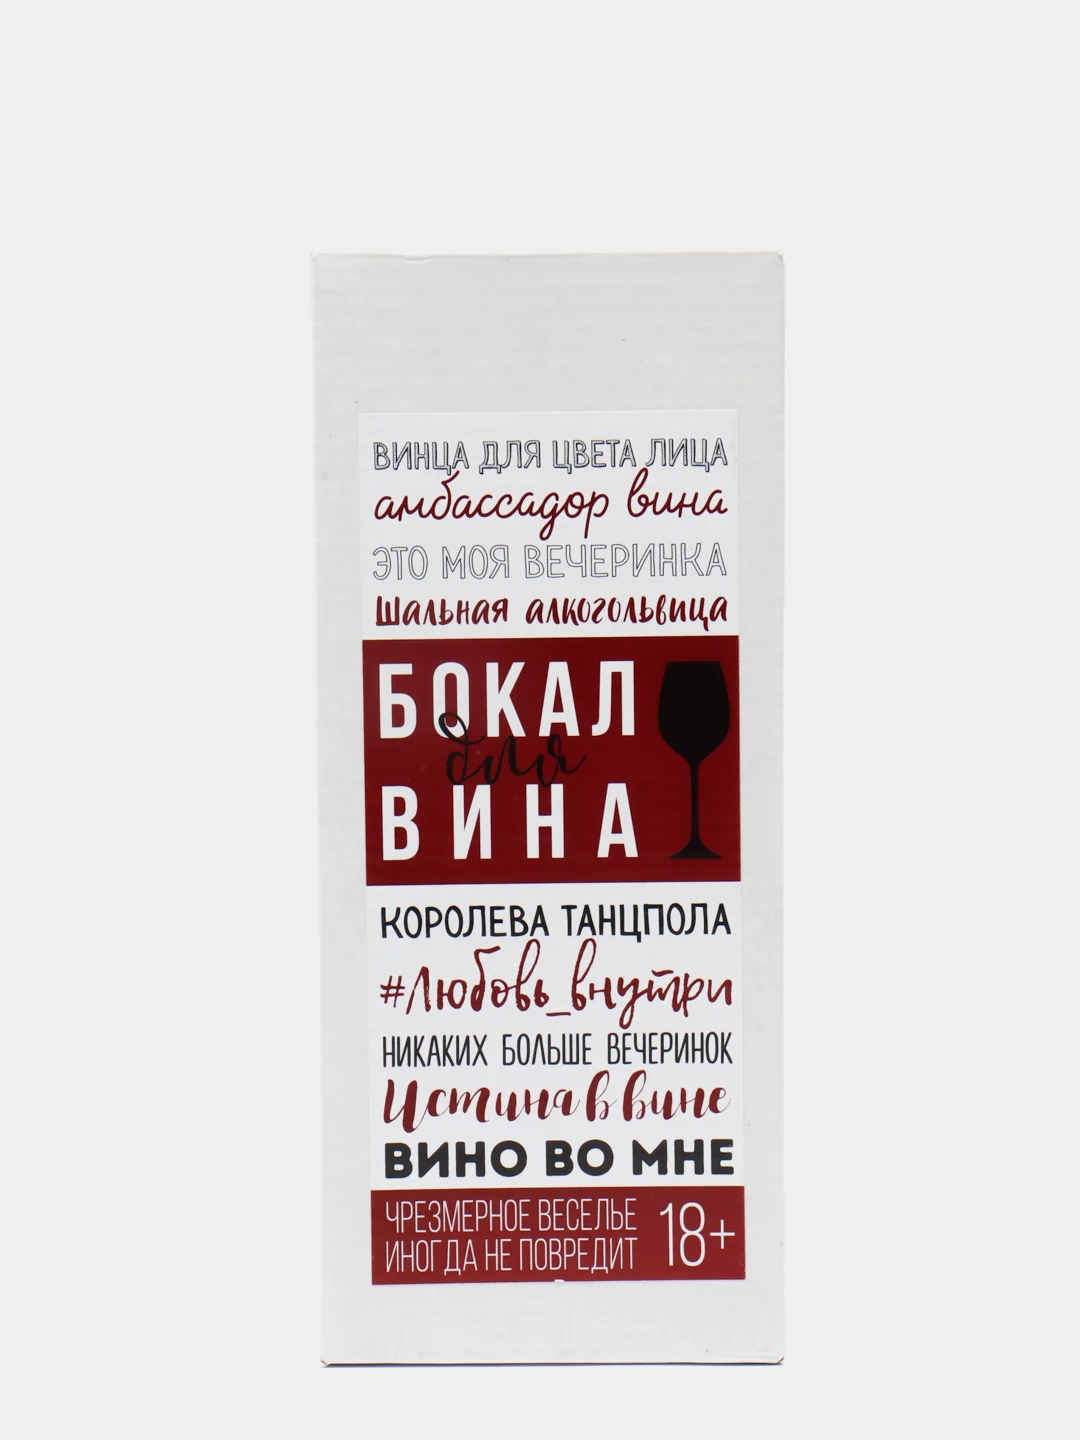 ВИНЦА ДЛЯ ЦВЕТА ЛИЦА
амбассадор вина
ЭТО МОЯ ВЕЧЕРИНКА
Шальная алкогольвица
БОКАЛ
для
ВИНА
КОРОЛЕВА ТАНЦПОЛА
#Любовь_внутри
НИКАКИХ БОЛЬШЕ ВЕЧЕРИНОК
Истина в вине
ВИНО ВО МНЕ
ЧРЕЗМЕРНОЕ ВЕСЕЛЬЕ
ИНОГДА НЕ ПОВРЕДИТ
18+